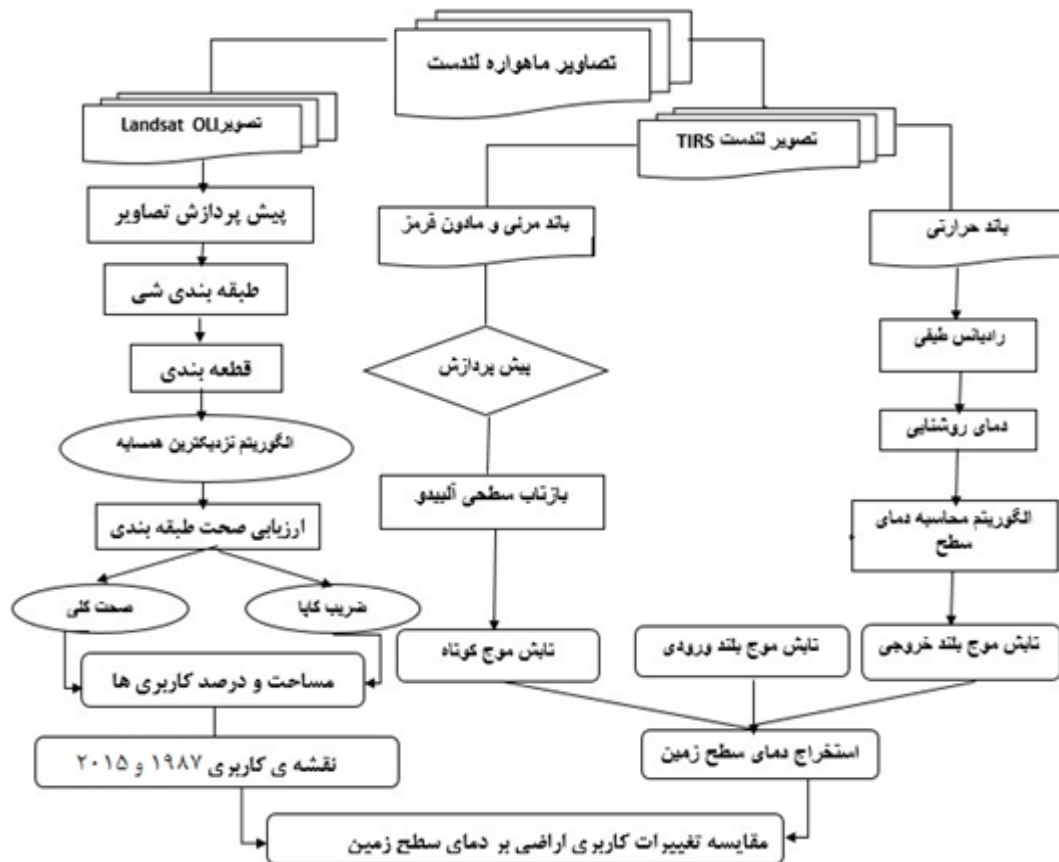 تصاویر ماهواره لندست
تصویر Landsat OLI
تصویر لندست TIRS
پیش پردازش تصاویر
باند مرئی و مادون قرمز
باند حرارتی
طبقه بندی شی
رادیانس طیفی
قطعه بندی
پیش پردازش
الگوریتم نزدیکترین همسایه
دمای روشنایی
بازتاب سطحی آلبیدو
ارزیابی صحت طبقه بندی
الگوریتم محاسبه دمای
سطح
صحت کلی
ضریب کاپا
تابش موج کوتاه
تابش موج بلند ورودی
تابش موج بلند خروجی
مساحت و درصد کاربری ها
نقشه ی کاربری ۱۹۸۷ و ۲۰۱۵
استخراج دمای سطح زمین
مقایسه تغییرات کاربری اراضی بر دمای سطح زمین